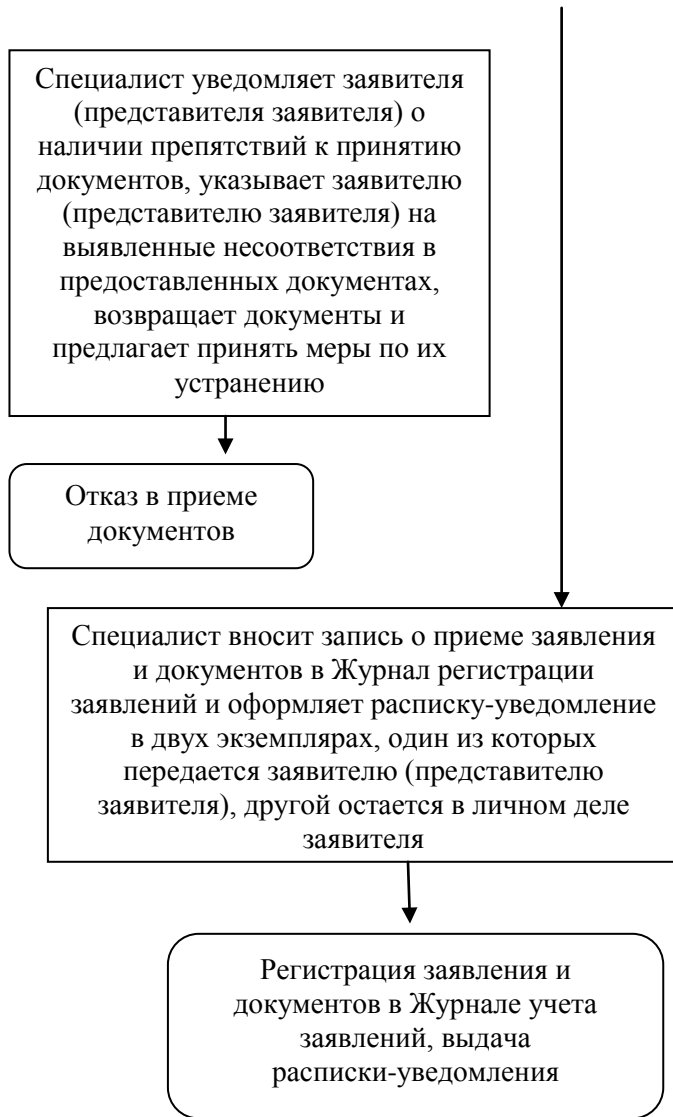 Специалист уведомляет заявителя
(представителя заявителя) о
наличии препятствий к принятию
документов, указывает заявителю
(представителю заявителя) на
выявленные несоответствия в
предоставленных документах,
возвращает документы и
предлагает принять меры по их
устранению
Отказ в приеме
документов
Специалист вносит запись о приеме заявления
и документов в Журнал регистрации
заявлений и оформляет расписку-уведомление
в двух экземплярах, один из которых
передается заявителю (представителю
заявителя), другой остается в личном деле
заявителя
Регистрация заявления и
документов в Журнале учета
заявлений, выдача
расписки-уведомления